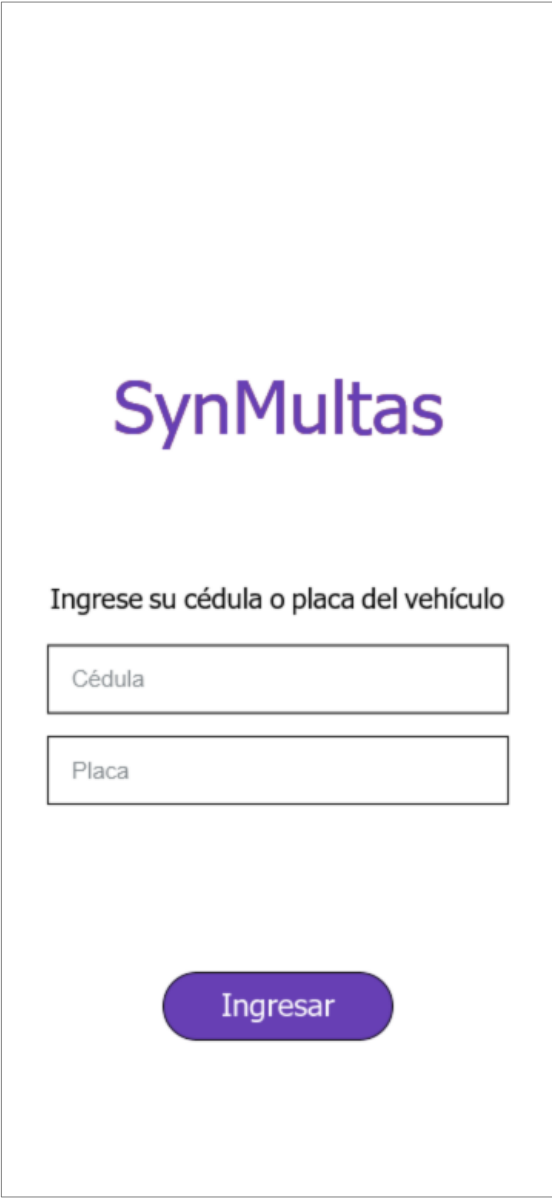 SynMultas
Ingrese su cédula o placa del vehículo
Cédula
Placa
Ingresar